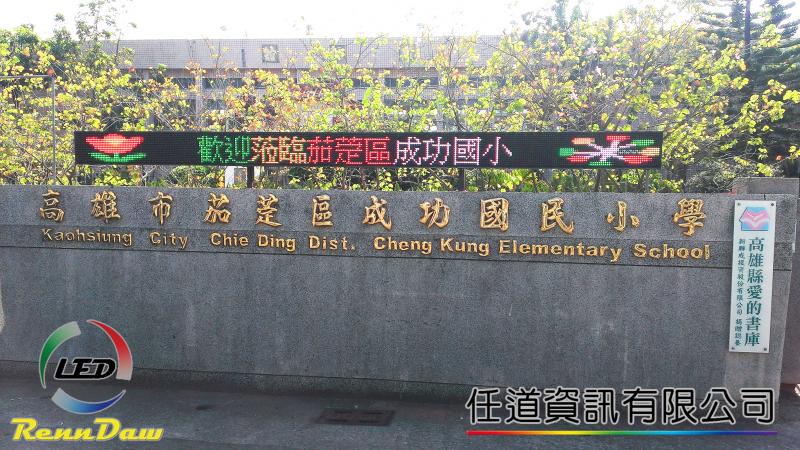 歡迎蒞臨茄萣區成功國小
高雄市茄萣區成功國民小學
Kaohsiung City Chie Ding Dist. Cheng Kung Elementary School
高雄縣愛的書庫
LED
RennDaw
任道資訊有限公司